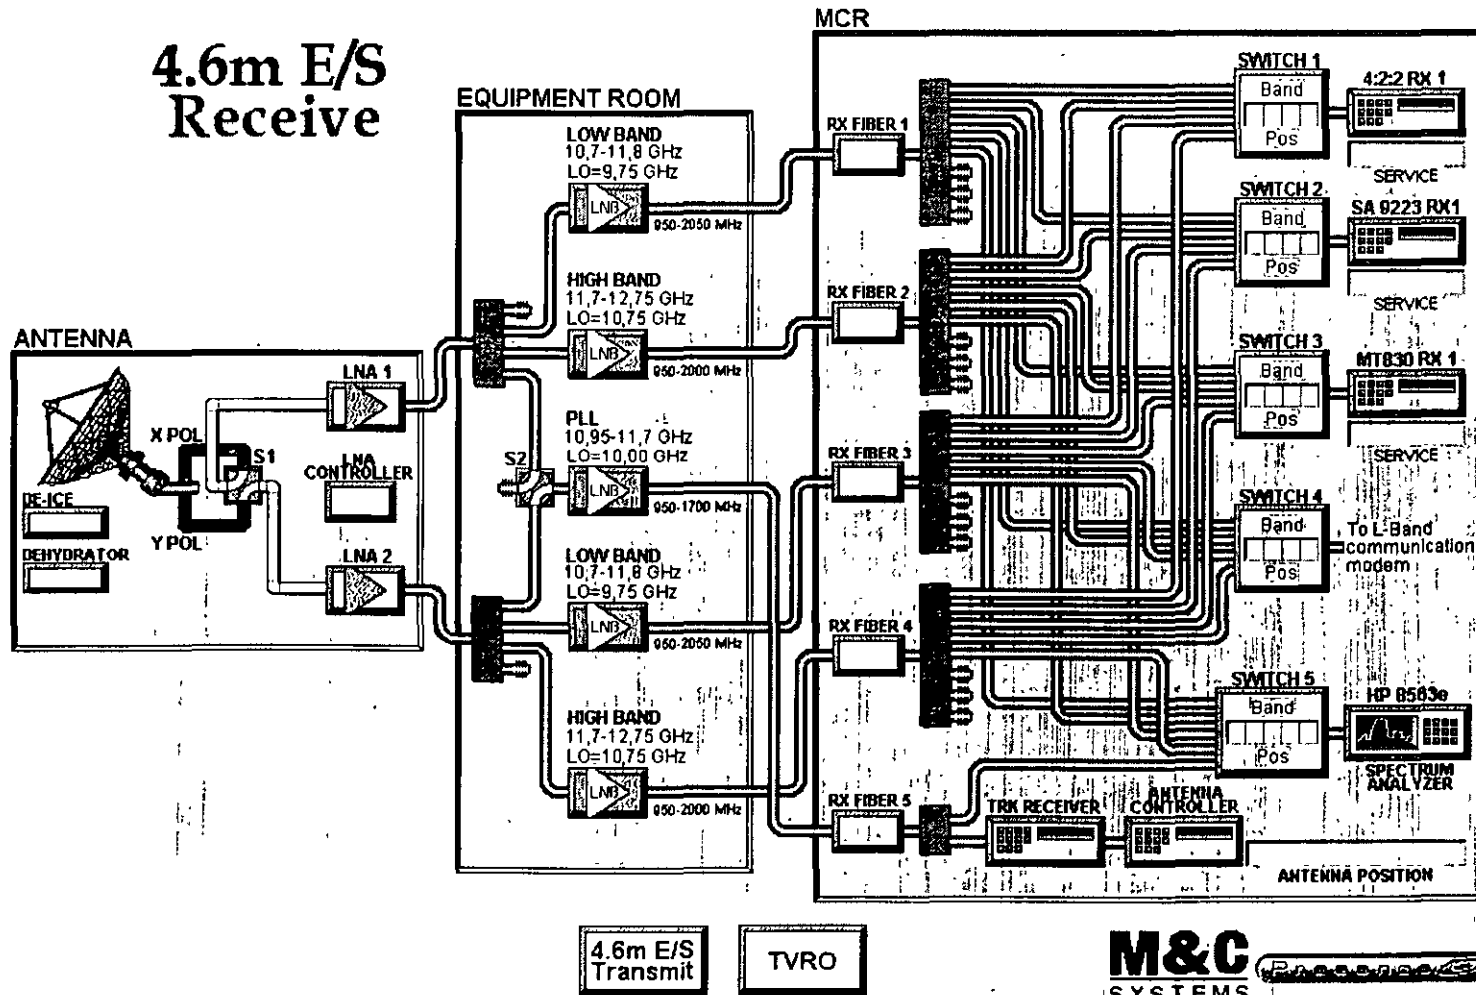 4.6m E/S
Receive
MCR
EQUIPMENT ROOM
ANTENNA
LOW BAND
10,7-11,8 GHz
LO=9,75 GHz
LNB
950-2050 MHz
HIGH BAND
11,7-12,75 GHz
LO=10,75 GHz
LNB
950-2000 MHz
PLL
10,95-11,7 GHz
LO=10,00 GHz
S2
LNB
950-1700 MHz
LOW BAND
10,7-11,8 GHz
LO=9,75 GHz
LNB
950-2050 MHz
HIGH BAND
11,7-12,75 GHz
LO=10,75 GHz
LNB
950-2000 MHz
LNA 1
X POL
S1
LNA
CONTROLLER
DE-ICE
Y POL
DEHYDRATOR
LNA 2
RX FIBER 1
RX FIBER 2
RX FIBER 3
RX FIBER 4
RX FIBER 5
SWITCH 1
Band
Pos
4:2:2 RX 1
SERVICE
SWITCH 2
Band
Pos
SA 9223 RX1
SERVICE
SWITCH 3
Band
Pos
MT830 RX 1
SERVICE
SWITCH 4
Band
Pos
To L-Band
communication
modem
SWITCH 5
Band
Pos
HP 8563e
SPECTRUM
ANALYZER
TRK RECEIVER
ANTENNA
CONTROLLER
ANTENNA POSITION
4.6m E/S
Transmit
TVRO
M&C
SYSTEMS